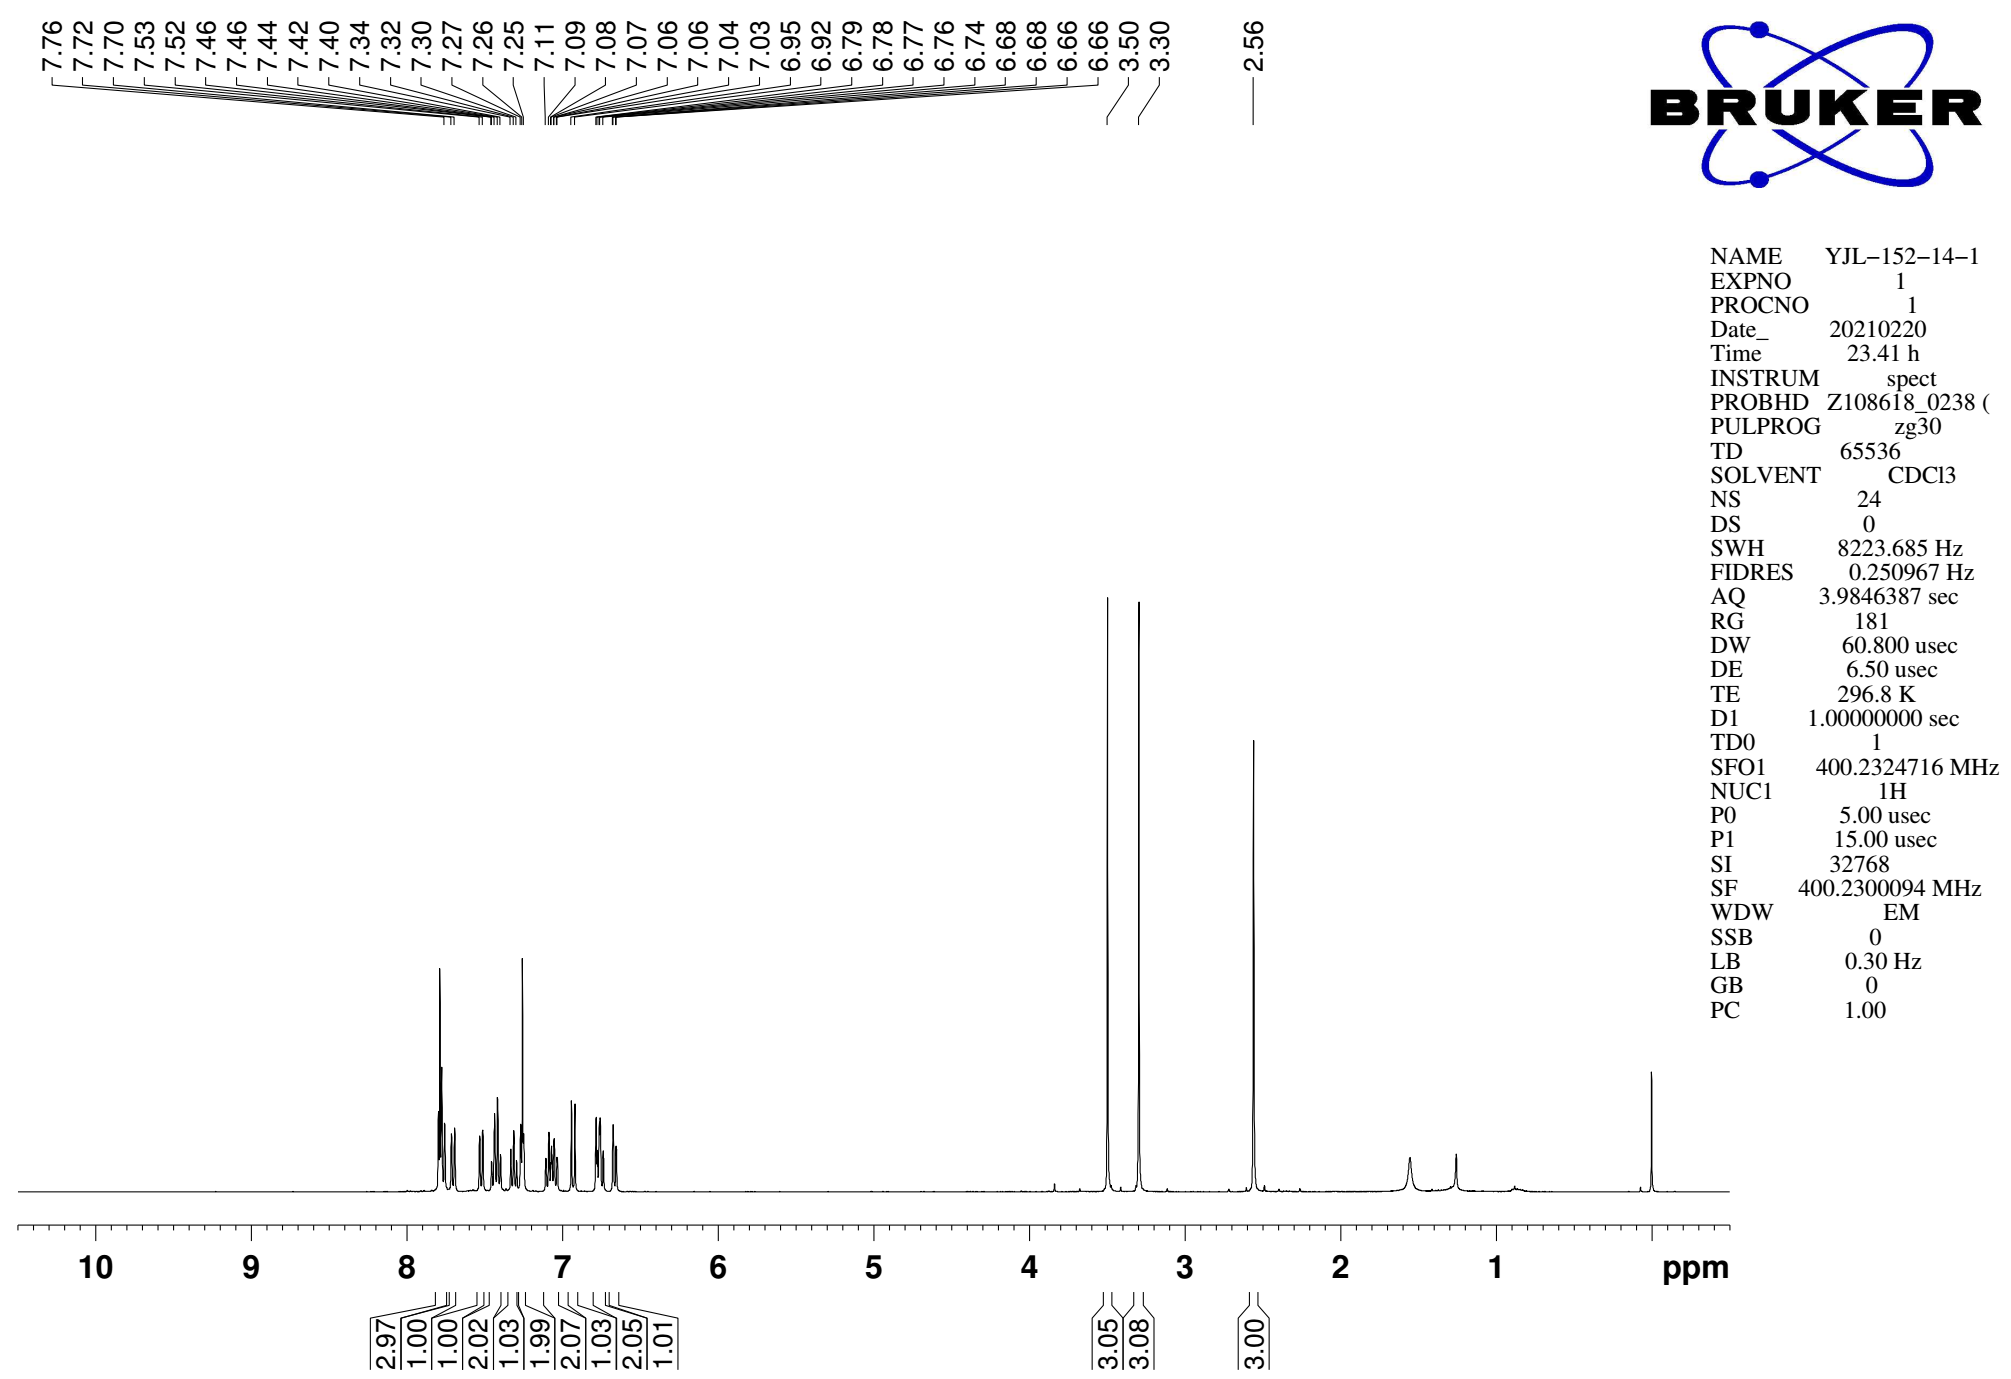 7.76 7.72 7.70 7.53 7.52 7.46 7.46 7.44 7.42 7.40 7.34 7.32 7.30 7.27 7.26 7.25 7.11 7.09 7.08 7.07 7.06 7.06 7.04 7.03 6.95 6.92 6.79 6.78 6.77 6.76 6.74 6.68 6.68 6.66 6.66 3.50 3.30 2.56
BRUKER
NAME YJL-152-14-1
EXPNO 1
PROCNO 1
Date_ 20210220
Time 23.41 h
INSTRUM spect
PROBHD Z108618_0238 (
PULPROG zg30
TD 65536
SOLVENT CDCl3
NS 24
DS 0
SWH 8223.685 Hz
FIDRES 0.250967 Hz
AQ 3.9846387 sec
RG 181
DW 60.800 usec
DE 6.50 usec
TE 296.8 K
D1 1.00000000 sec
TD0 1
SFO1 400.2324716 MHz
NUC1 1H
P0 5.00 usec
P1 15.00 usec
SI 32768
SF 400.2300094 MHz
WDW EM
SSB 0
LB 0.30 Hz
GB 0
PC 1.00
10 9 8 7 6 5 4 3 2 1 ppm
2.97 1.00 1.00 2.02 1.03 1.99 2.07 1.03 2.05 1.01 3.05 3.08 3.00